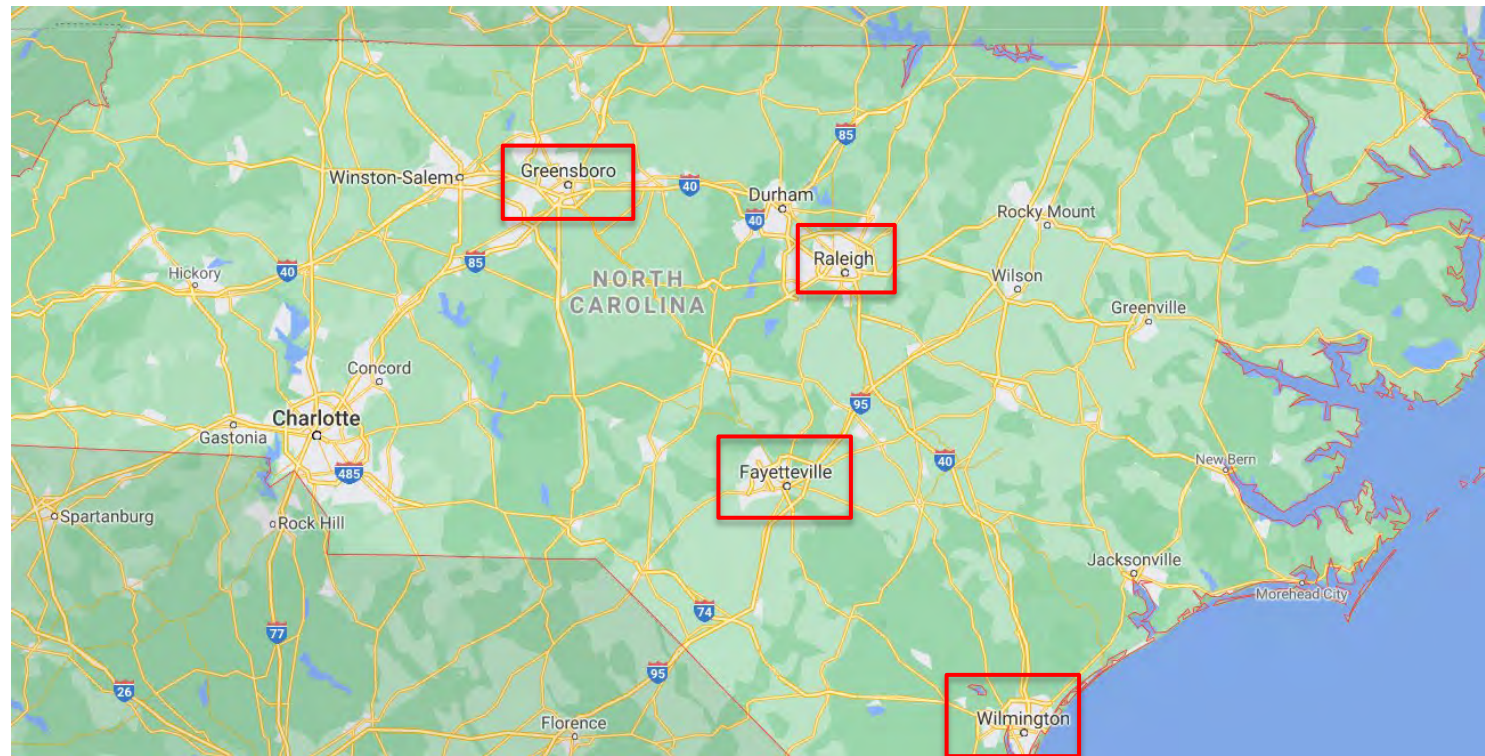 85
Greensboro
Winston-Salem
40
Durham
40
Rocky Mount
Raleigh
85
Hickory
40
NORTH
CAROLINA
Wilson
Greenville
Concord
95
Charlotte
Gastonia
485
Fayetteville
40
New Bern
Spartanburg
Rock Hill
Jacksonville
Morehead City
74
77
95
26
Florence
Wilmington